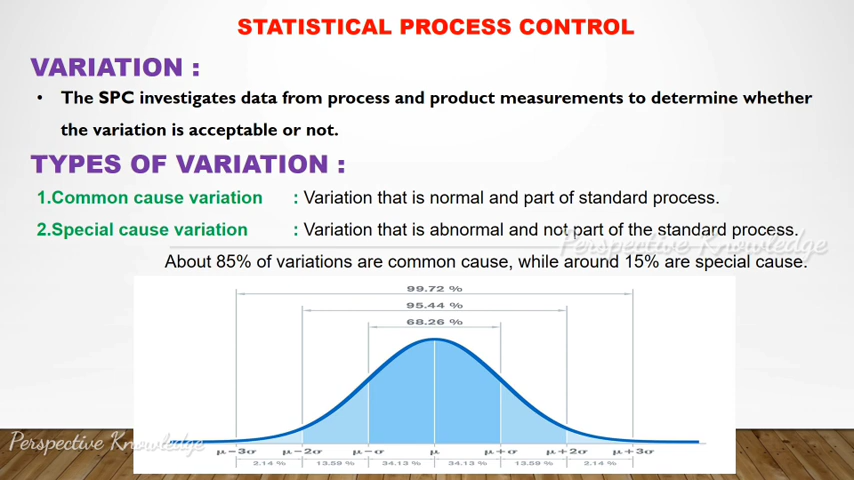 STATISTICAL PROCESS CONTROL
VARIATION :
• The SPC investigates data from process and product measurements to determine whether
the variation is acceptable or not.
TYPES OF VARIATION :
1.Common cause variation : Variation that is normal and part of standard process.
2.Special cause variation : Variation that is abnormal and not part of the standard process.
Perspective Knowledge
About 85% of variations are common cause, while around 15% are special cause.
99.72 %
95.44 %
68.26 %
Perspective Knowledge
μ−3σ μ−2σ μ−σ μ μ+σ μ+2σ μ+3σ
2.14 % 13.59 % 34.13 % 34.13 % 13.59 % 2.14 %